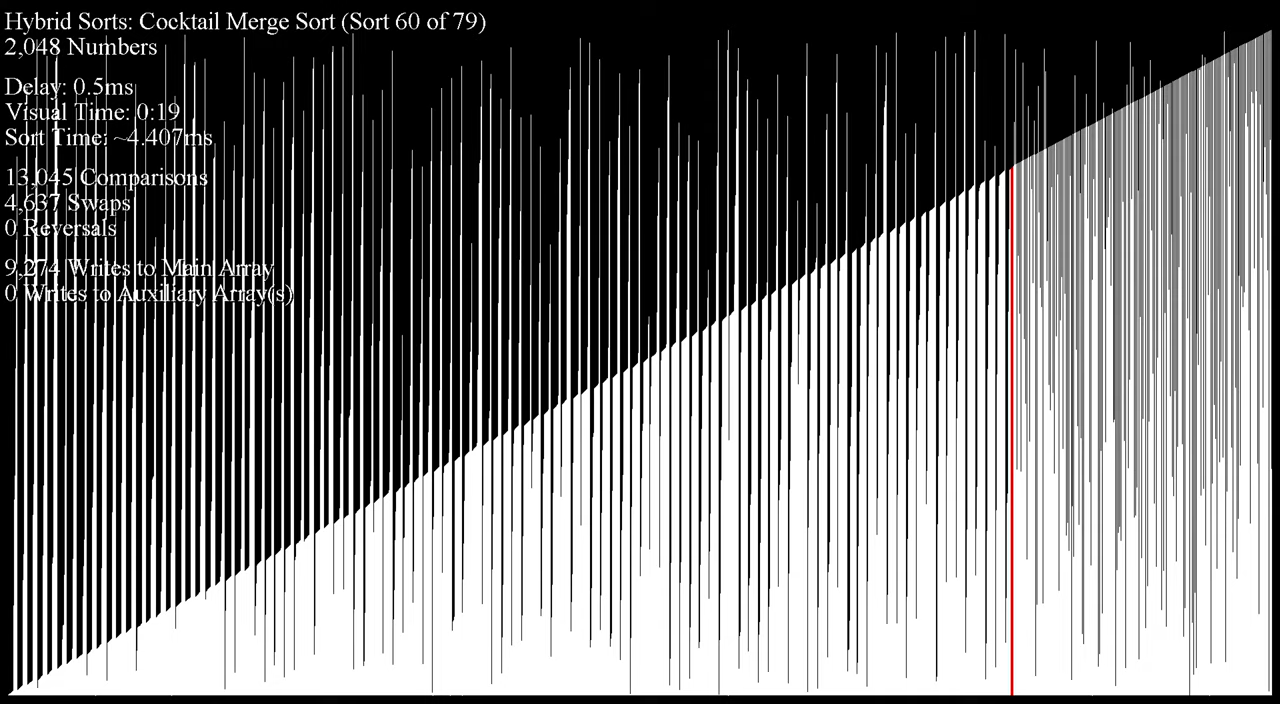 Hybrid Sorts: Cocktail Merge Sort (Sort 60 of 79)
2,048 Numbers
Delay: 0.5ms
Visual Time: 0:19
Sort Time: ~4.407ms
13,045 Comparisons
4,637 Swaps
0 Reversals
9,274 Writes to Main Array
0 Writes to Auxiliary Array(s)